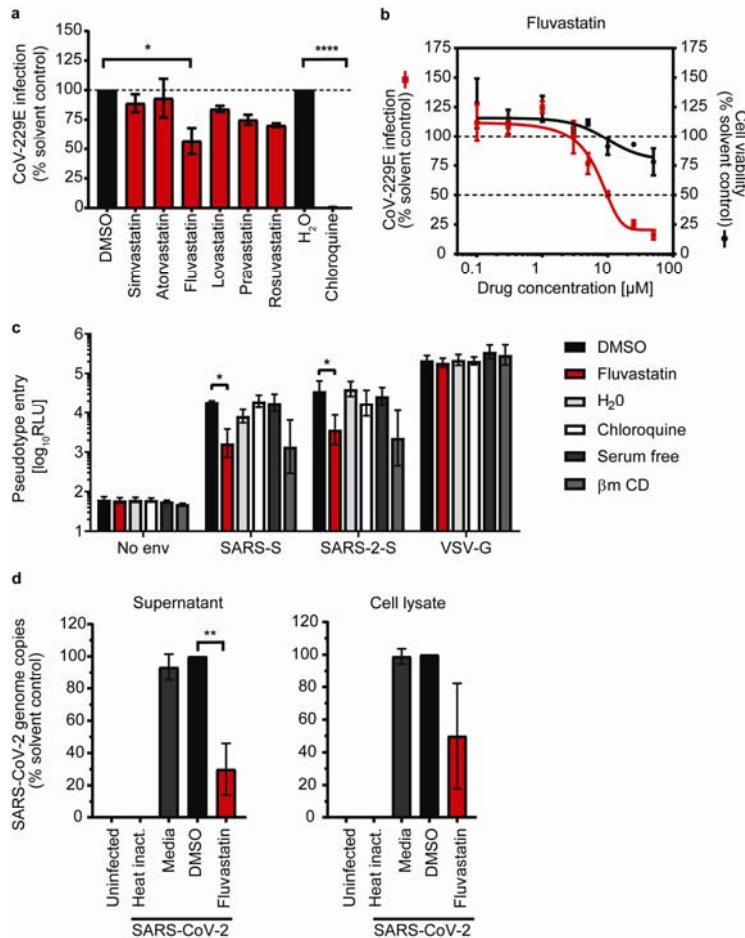 a
CoV-229E infection
(% solvent control)
125
100
75
50
25
0
*
****
DMSO
Simvastatin
Atorvastatin
Fluvastatin
Lovastatin
Pravastatin
Rosuvastatin
H2O
Chloroquine
b
Fluvastatin
CoV-229E infection
(% solvent control)
175
150
125
100
75
50
25
0
175
150
125
100
75
50
25
0
Cell viability
(% solvent control)
0.1
1
10
100
Drug concentration [µM]
c
Pseudotype entry
[log10RLU]
6
5
4
3
2
1
*
*
No env
SARS-S
SARS-2-S
VSV-G
DMSO
Fluvastatin
H20
Chloroquine
Serum free
βm CD
d
SARS-CoV-2 genome copies
(% solvent control)
Supernatant
120
100
80
60
40
20
0
**
Uninfected
Heat inact.
Media
DMSO
Fluvastatin
SARS-CoV-2
Cell lysate
120
100
80
60
40
20
0
Uninfected
Heat inact.
Media
DMSO
Fluvastatin
SARS-CoV-2